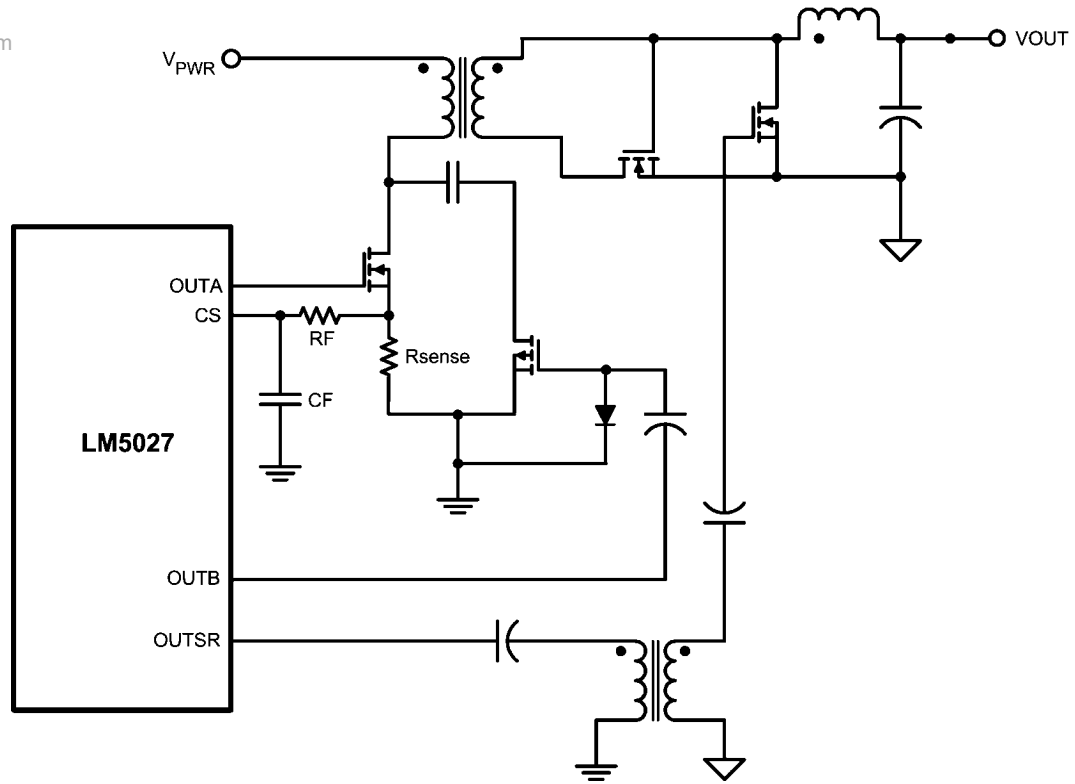 m
VPWR
VOUT
OUTA
CS
RF
Rsense
CF
LM5027
OUTB
OUTSR